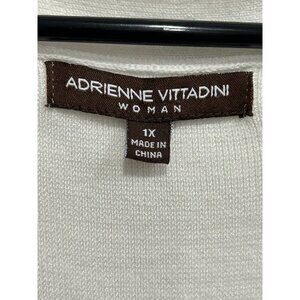 ADRIENNE VITTADINI
WOMAN
1X
MADE IN
CHINA